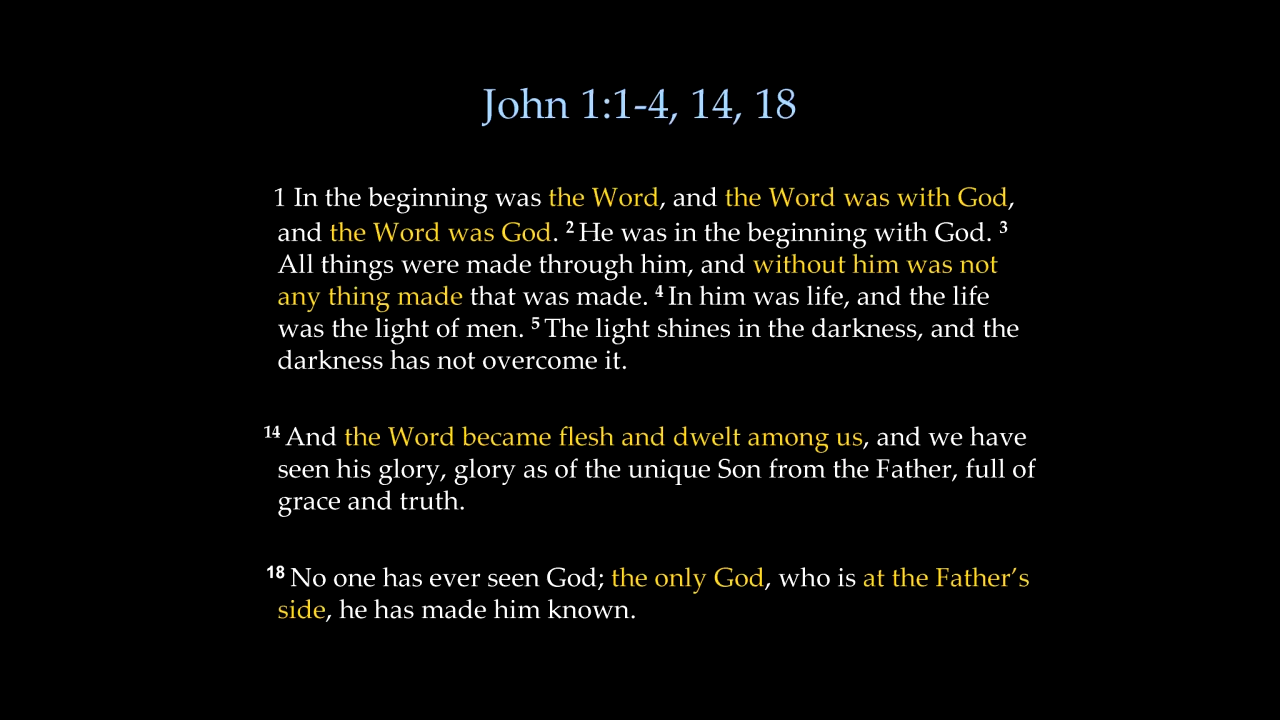 John 1:1-4, 14, 18
1 In the beginning was the Word, and the Word was with God,
and the Word was God. 2 He was in the beginning with God. 3
All things were made through him, and without him was not
any thing made that was made. 4 In him was life, and the life
was the light of men. 5 The light shines in the darkness, and the
darkness has not overcome it.
14 And the Word became flesh and dwelt among us, and we have
seen his glory, glory as of the unique Son from the Father, full of
grace and truth.
18 No one has ever seen God; the only God, who is at the Father’s
side, he has made him known.